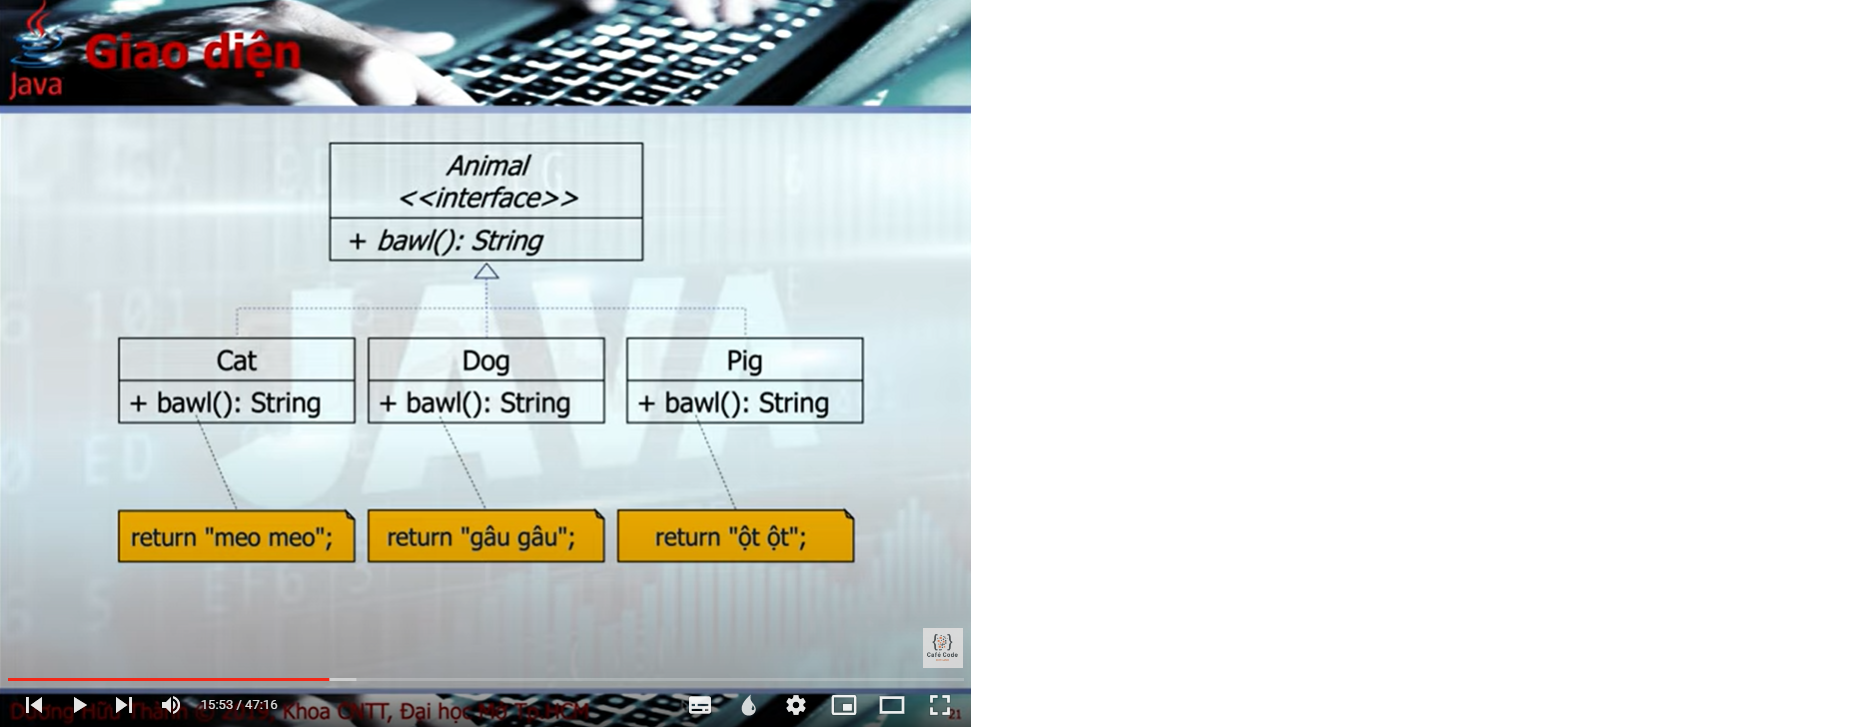 Java
Giao diện
Animal
<<interface>>
+ bawl(): String
Cat
+ bawl(): String
Dog
+ bawl(): String
Pig
+ bawl(): String
return "meo meo";
return "gâu gâu";
return "ột ột";
Café Code
15:53 / 47:16
Dương Hữu Thành © 2019, Khoa CNTT, Đại học Mở Tp.HCM
21